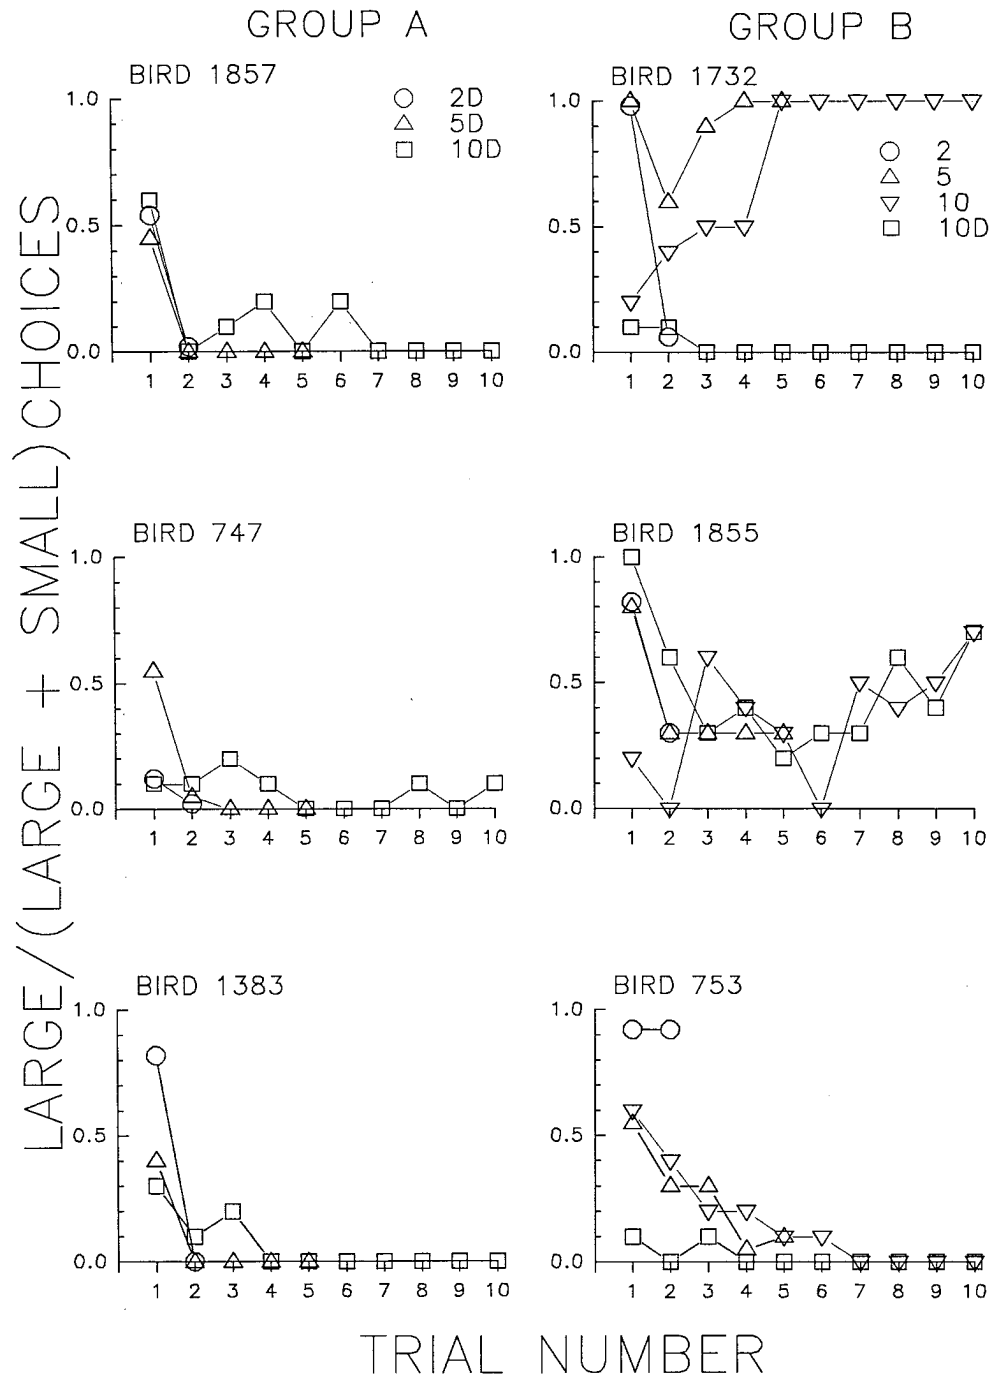 GROUP A
GROUP B
BIRD 1857
2D
5D
10D
1.0
0.5
0.0
1 2 3 4 5 6 7 8 9 10
BIRD 1732
2
5
10
10D
1 2 3 4 5 6 7 8 9 10
BIRD 747
1.0
0.5
0.0
1 2 3 4 5 6 7 8 9 10
BIRD 1855
1.0
0.5
0.0
1 2 3 4 5 6 7 8 9 10
BIRD 1383
1.0
0.5
0.0
1 2 3 4 5 6 7 8 9 10
BIRD 753
1.0
0.5
0.0
1 2 3 4 5 6 7 8 9 10
1.0
0.5
0.0
LARGE/(LARGE + SMALL) CHOICES
TRIAL NUMBER